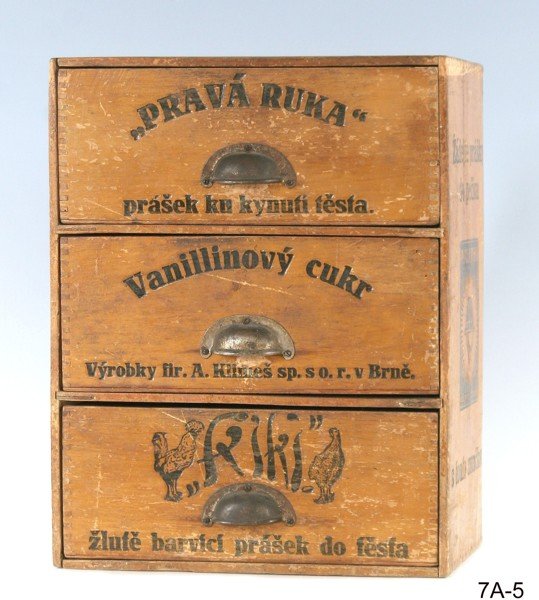 „PRAVÁ RUKA“
prášek ku kynutí těsta.
Vanillinový cukr
Výrobky fir. A. Klimeš sp. s o. r. v Brně.
„Kiki“
žlutě barvící prášek do těsta
7A-5